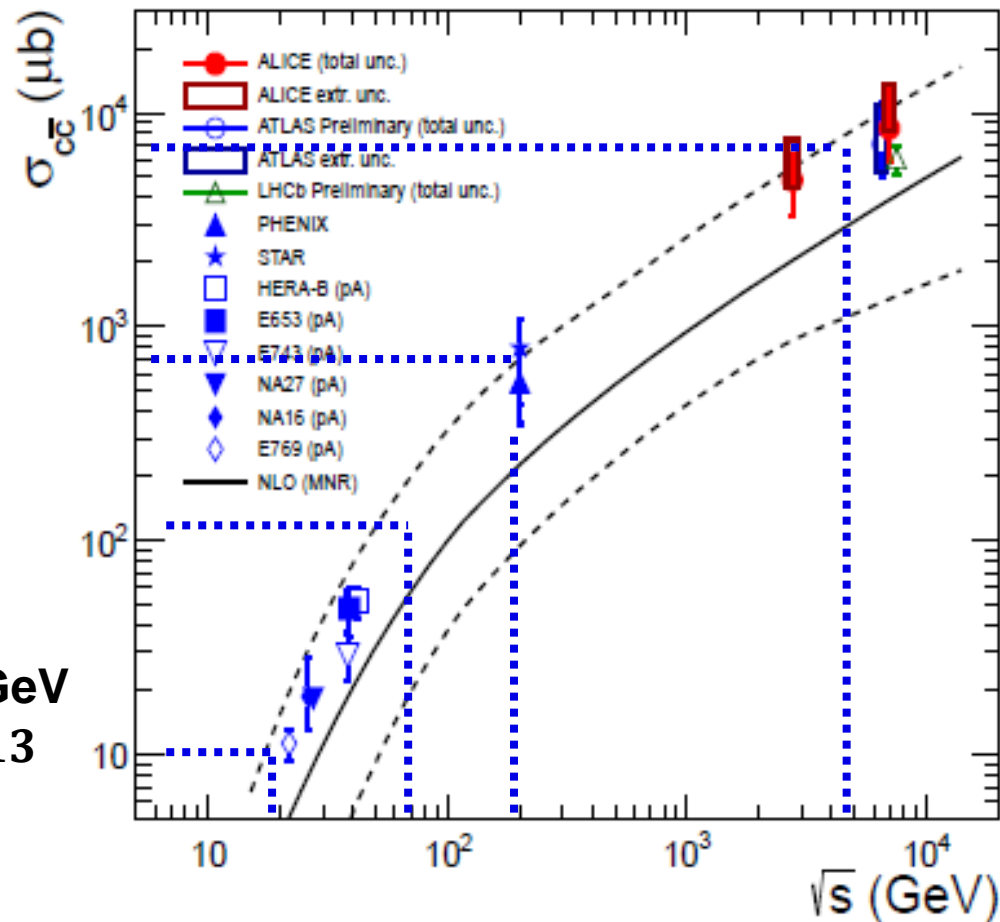 σcc̄ (μb)
10⁴
10³
10²
10
ALICE (total unc.)
ALICE extr. unc.
ATLAS Preliminary (total unc.)
ATLAS extr. unc.
LHCb Preliminary (total unc.)
PHENIX
STAR
HERA-B (pA)
E653 (pA)
E743 (pA)
NA27 (pA)
NA16 (pA)
E769 (pA)
NLO (MNR)
GeV
13
10 10² 10³ 10⁴
√s (GeV)